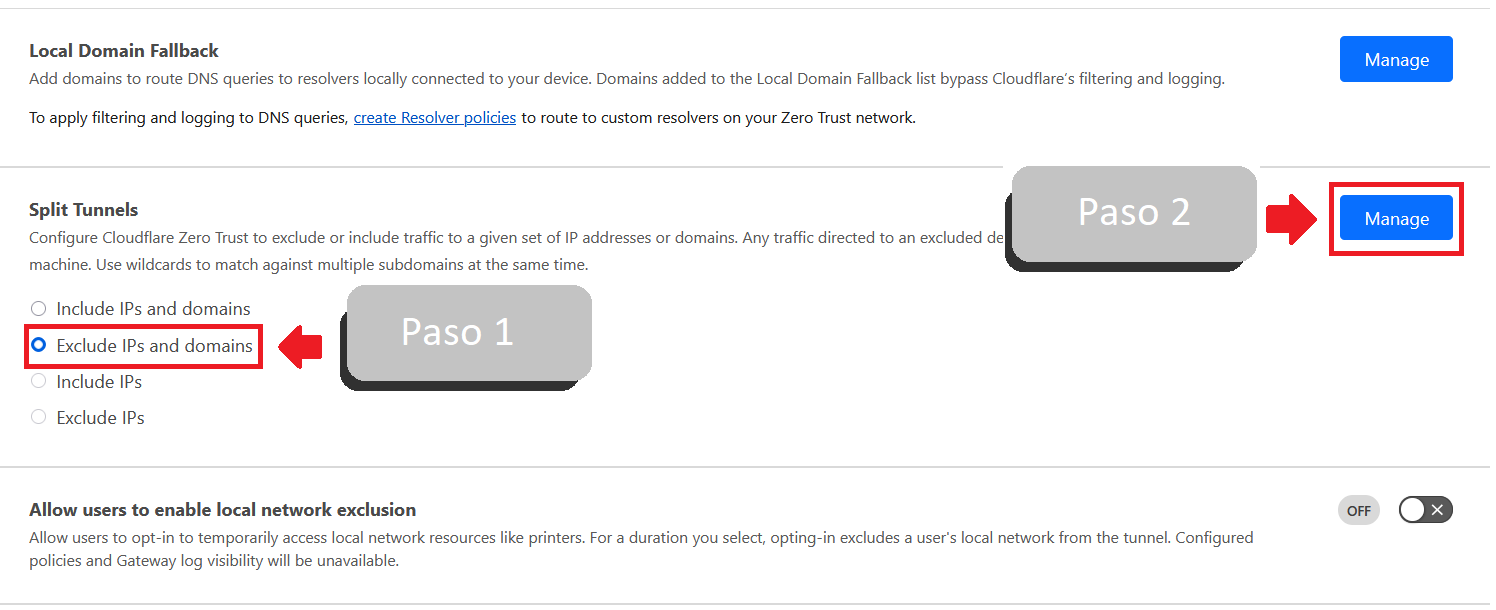 Local Domain Fallback
Manage
Add domains to route DNS queries to resolvers locally connected to your device. Domains added to the Local Domain Fallback list bypass Cloudflare's filtering and logging.
To apply filtering and logging to DNS queries, create Resolver policies to route to custom resolvers on your Zero Trust network.
Split Tunnels
Paso 2
Manage
Configure Cloudflare Zero Trust to exclude or include traffic to a given set of IP addresses or domains. Any traffic directed to an excluded
machine. Use wildcards to match against multiple subdomains at the same time.
Include IPs and domains
Exclude IPs and domains
Paso 1
Include IPs
Exclude IPs
Allow users to enable local network exclusion
OFF
Allow users to opt-in to temporarily access local network resources like printers. For a duration you select, opting-in excludes a user's local network from the tunnel. Configured
policies and Gateway log visibility will be unavailable.